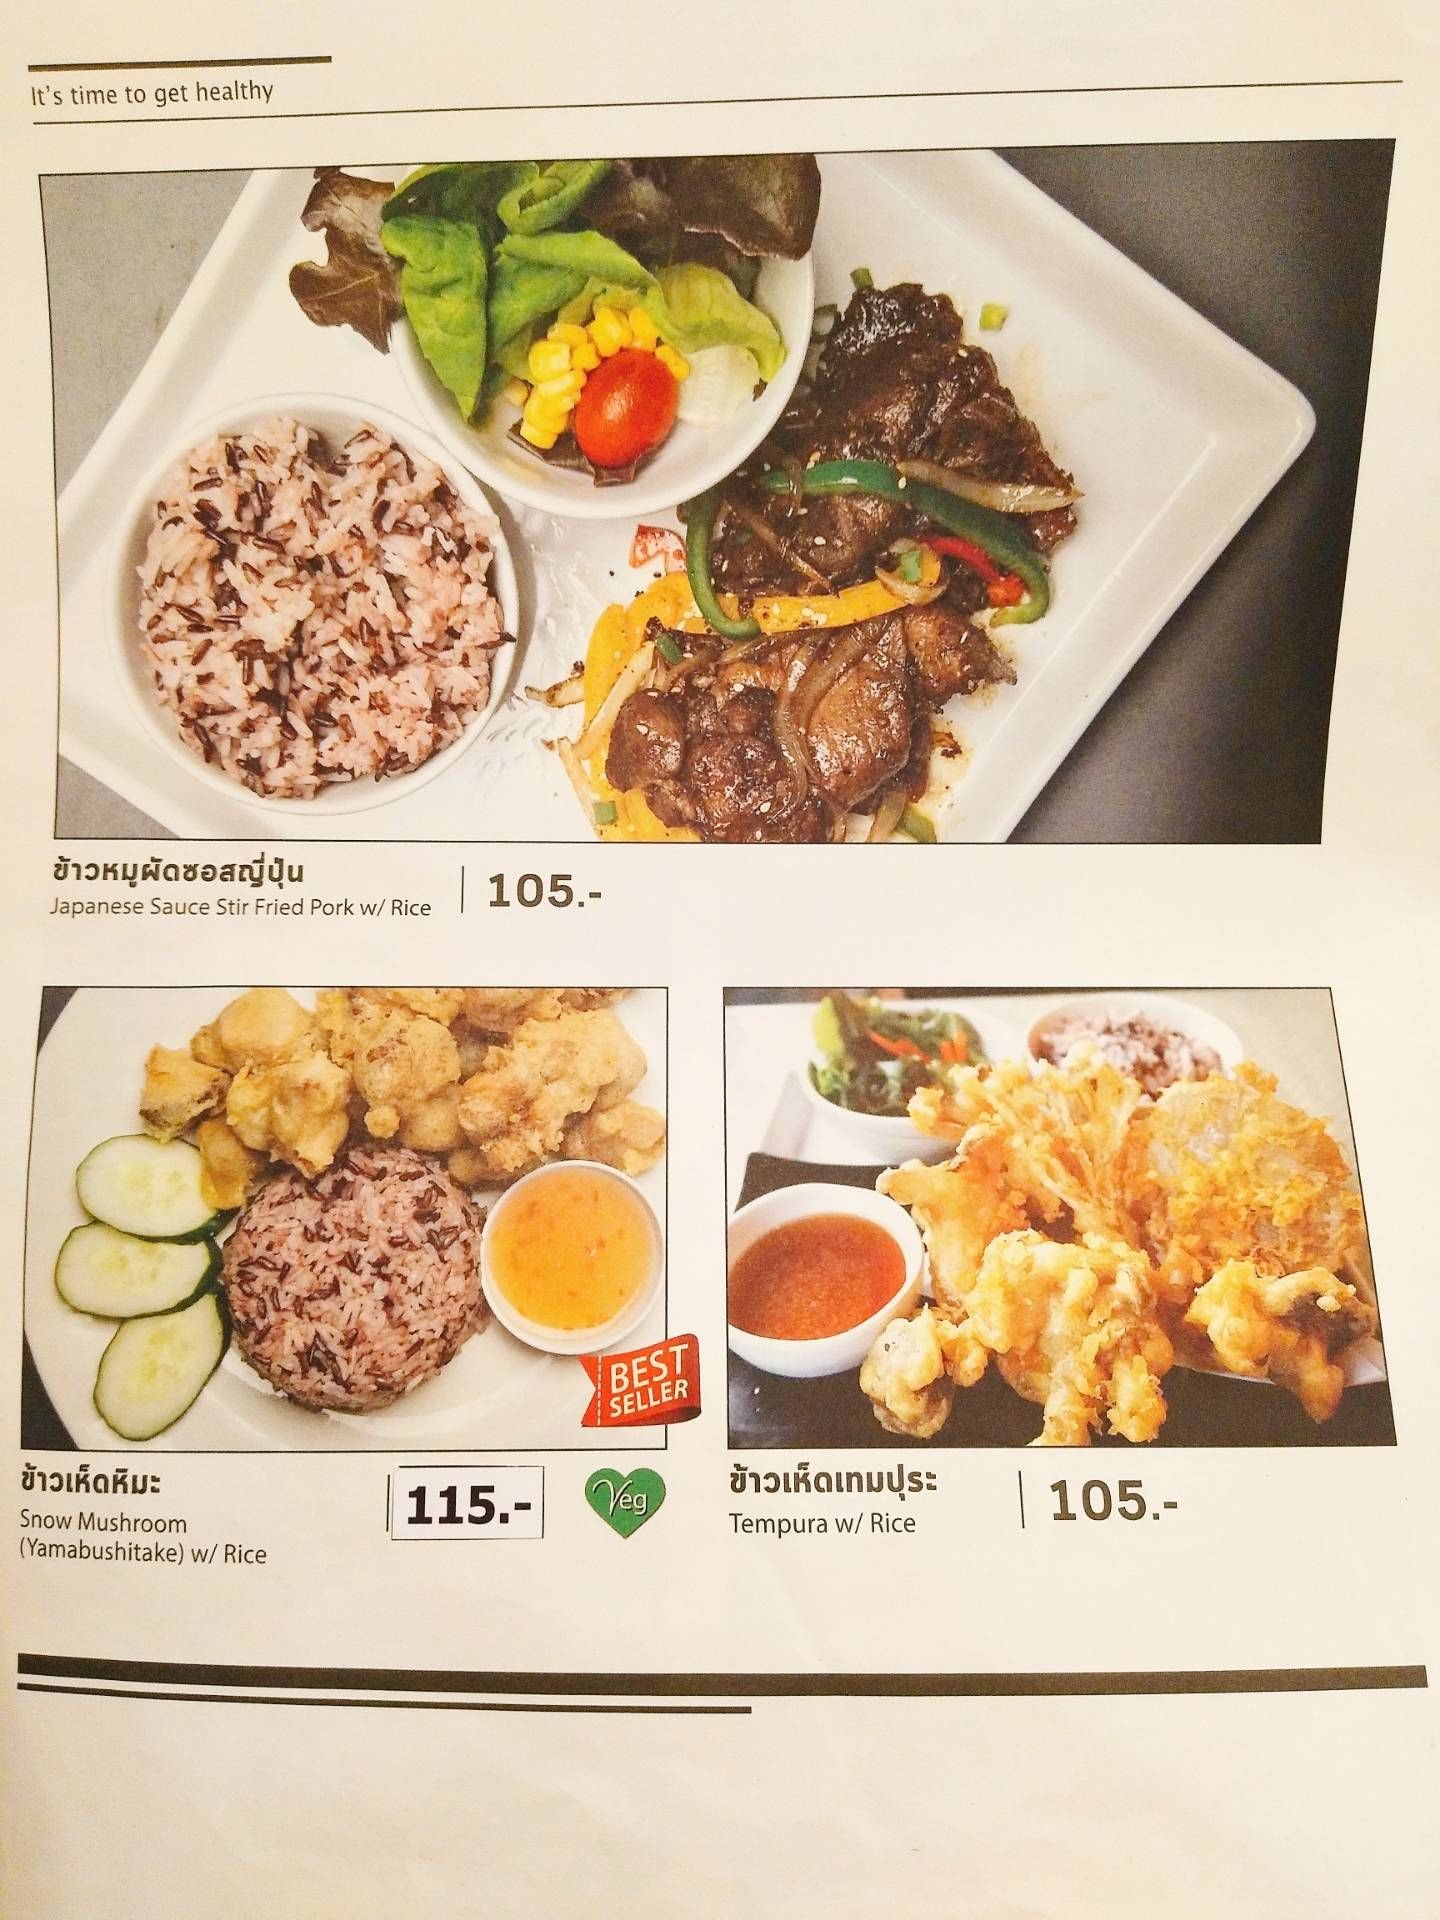 It's time to get healthy
ข้าวหมูผัดซอสญี่ปุ่น
Japanese Sauce Stir Fried Pork w/ Rice
105.-
BEST
SELLER
ข้าวเห็ดหิมะ
Snow Mushroom
(Yamabushitake) w/ Rice
115.-
Veg
ข้าวเห็ดเทมปุระ
Tempura w/ Rice
105.-